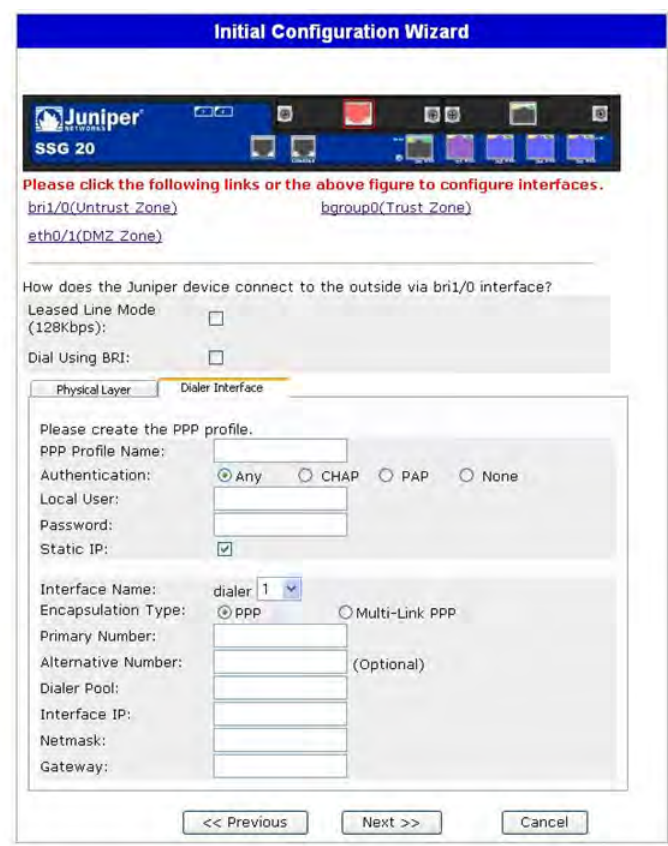 Initial Configuration Wizard
Juniper
NETWORKS
SSG 20
CONSOLE
Please click the following links or the above figure to configure interfaces.
bri1/0(Untrust Zone) bgroup0(Trust Zone)
eth0/1(DMZ Zone)
How does the Juniper device connect to the outside via bri1/0 interface?
Leased Line Mode
(128Kbps):
Dial Using BRI:
Physical Layer Dialer Interface
Please create the PPP profile.
PPP Profile Name:
Authentication: Any CHAP PAP None
Local User:
Password:
Static IP:
Interface Name: dialer 1
Encapsulation Type: PPP Multi-Link PPP
Primary Number:
Alternative Number: (Optional)
Dialer Pool:
Interface IP:
Netmask:
Gateway:
<< Previous Next >> Cancel